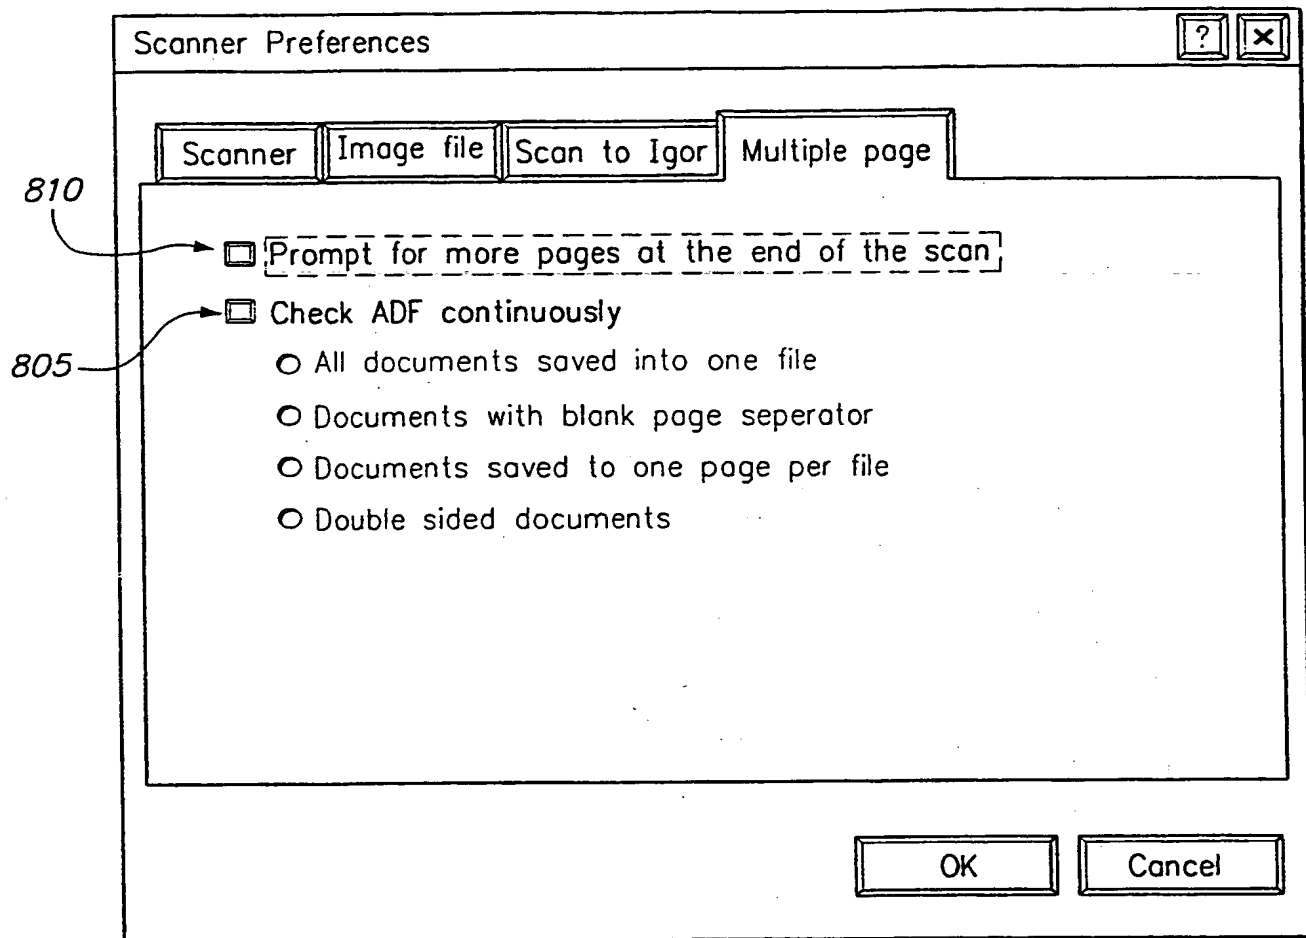 Scanner Preferences ? ×
Scanner Image file Scan to Igor Multiple page
810
Prompt for more pages at the end of the scan
Check ADF continuously
805
All documents saved into one file
Documents with blank page seperator
Documents saved to one page per file
Double sided documents
OK Cancel